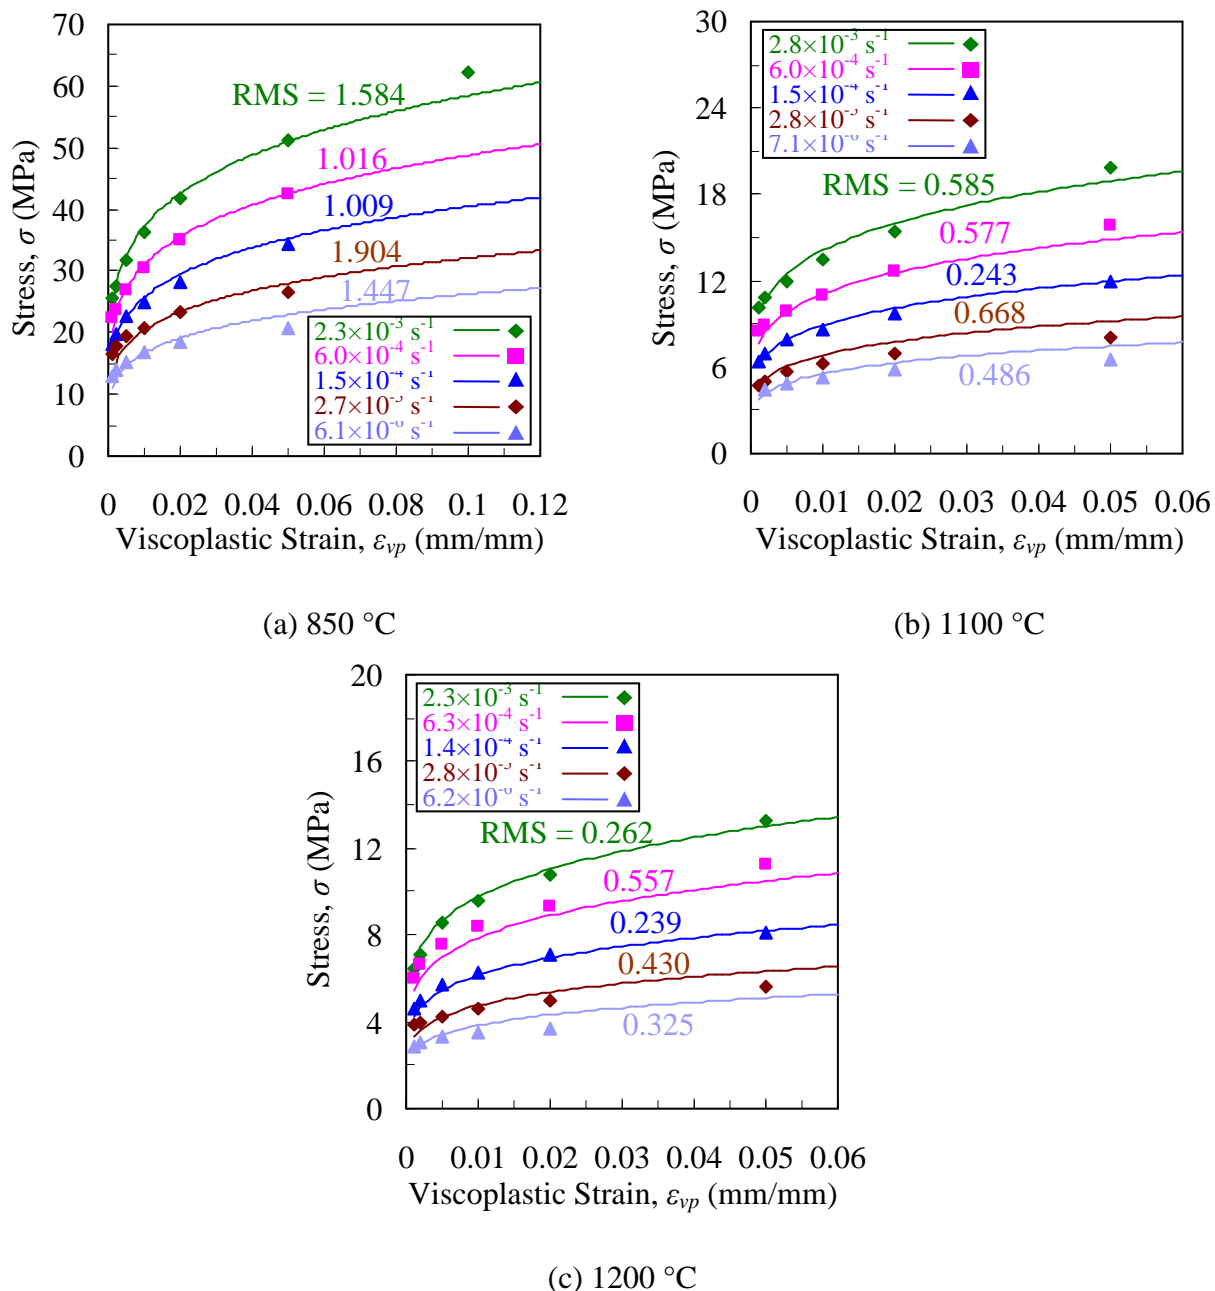 70
60
50
40
30
20
10
0
Stress, σ (MPa)
RMS = 1.584
1.016
1.009
1.904
1.447
2.3×10⁻³ s⁻¹
6.0×10⁻⁴ s⁻¹
1.5×10⁻⁴ s⁻¹
2.7×10⁻⁵ s⁻¹
6.1×10⁻⁶ s⁻¹
0 0.02 0.04 0.06 0.08 0.1 0.12
Viscoplastic Strain, εvp (mm/mm)
(a) 850 °C
30
24
18
12
6
0
Stress, σ (MPa)
2.8×10⁻³ s⁻¹
6.0×10⁻⁴ s⁻¹
1.5×10⁻⁴ s⁻¹
2.8×10⁻⁵ s⁻¹
7.1×10⁻⁶ s⁻¹
RMS = 0.585
0.577
0.243
0.668
0.486
0 0.01 0.02 0.03 0.04 0.05 0.06
Viscoplastic Strain, εvp (mm/mm)
(b) 1100 °C
20
16
12
8
4
0
Stress, σ (MPa)
2.3×10⁻³ s⁻¹
6.3×10⁻⁴ s⁻¹
1.4×10⁻⁴ s⁻¹
2.8×10⁻⁵ s⁻¹
6.2×10⁻⁶ s⁻¹
RMS = 0.262
0.557
0.239
0.430
0.325
0 0.01 0.02 0.03 0.04 0.05 0.06
Viscoplastic Strain, εvp (mm/mm)
(c) 1200 °C